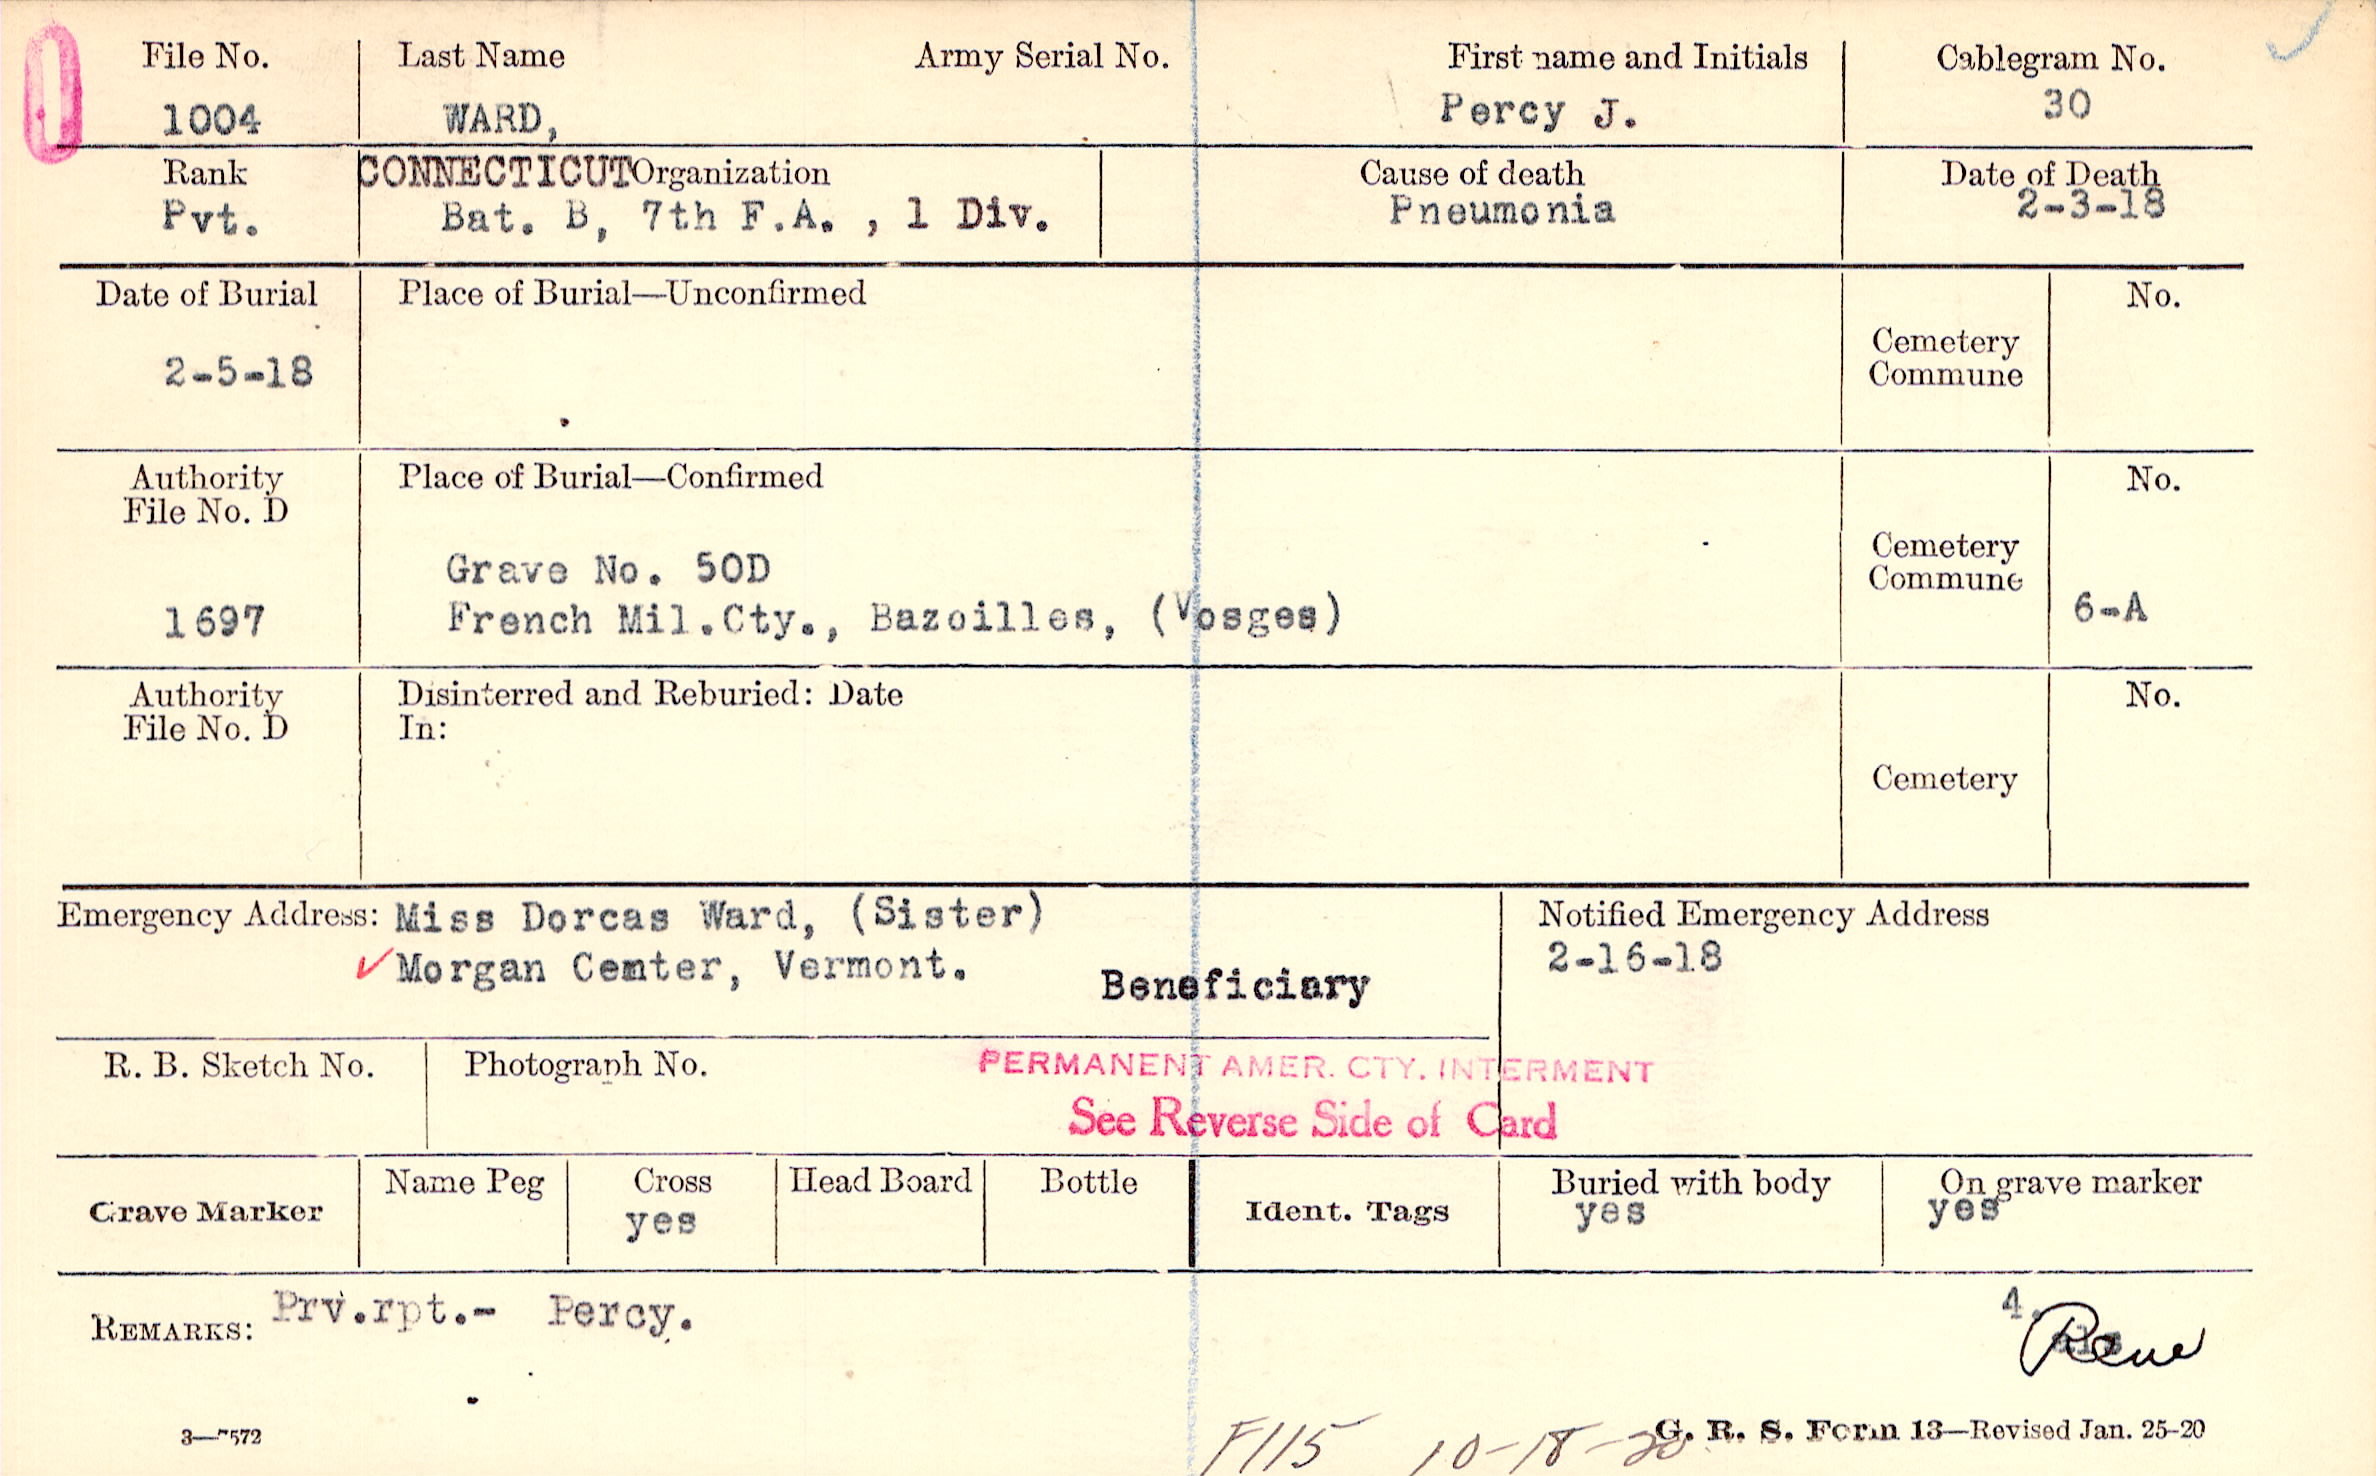 File No. Last Name Army Serial No. First name and Initials Cablegram No.
1004 WARD, Percy J. 30
Rank CONNECTICUT Organization Cause of death Date of Death
Pvt. Bat. B, 7th F.A. , 1 Div. Pneumonia 2-3-18
Date of Burial Place of Burial—Unconfirmed No.
2-5-18 Cemetery
Commune
Authority Place of Burial—Confirmed No.
File No. D
Grave No. 50D Cemetery
Commune
1697 French Mil.Cty., Bazoilles, (Vosges) 6-A
Authority Disinterred and Reburied: Date No.
File No. D In:
Cemetery
Emergency Address: Miss Dorcas Ward, (Sister) Notified Emergency Address
✓Morgan Cemter, Vermont. 2-16-18
Beneficiary
R. B. Sketch No. Photograph No. PERMANENT AMER. CTY. INTERMENT
See Reverse Side of Card
Grave Marker Name Peg Cross Head Board Bottle Ident. Tags Buried with body On grave marker
yes yes yes
REMARKS: Prv.rpt.- Percy. 4.
3—7572 F115 10-18-20 G. R. S. Form 13—Revised Jan. 25-20